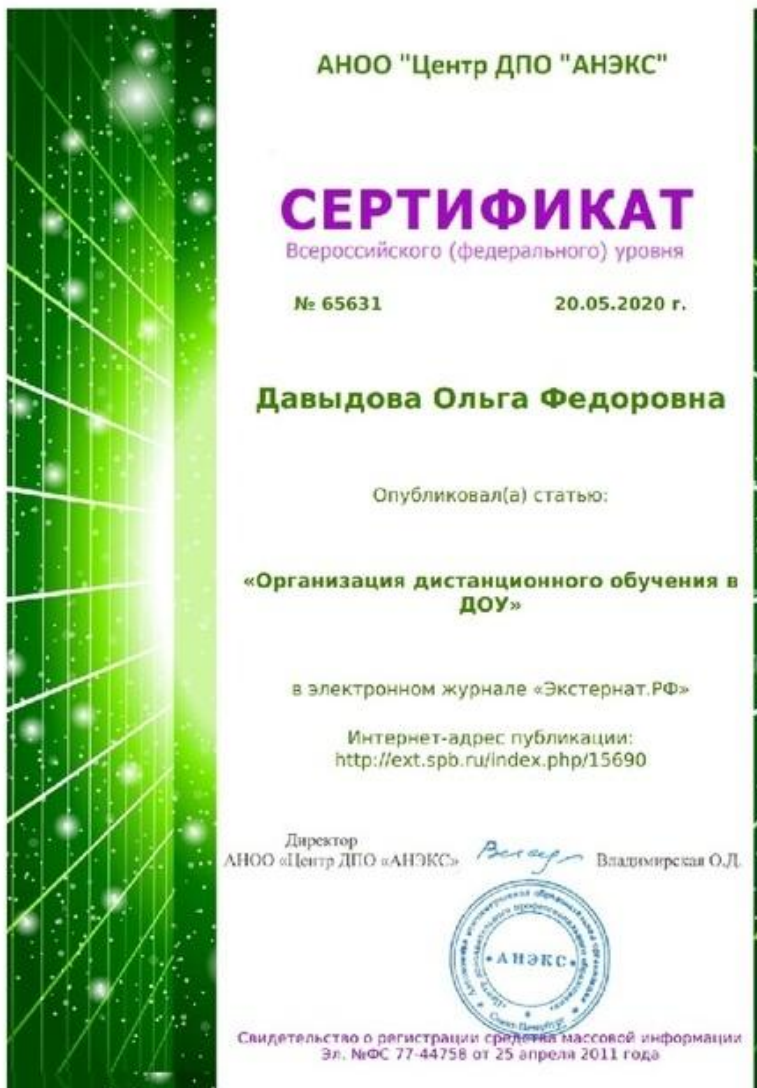 АНОО "Центр ДПО "АНЭКС"
СЕРТИФИКАТ
Всероссийского (федерального) уровня
№ 65631 20.05.2020 г.
Давыдова Ольга Федоровна
Опубликовал(а) статью:
«Организация дистанционного обучения в
ДОУ»
в электронном журнале «Экстернат.РФ»
Интернет-адрес публикации:
http://ext.spb.ru/index.php/15690
Директор
АНОО «Центр ДПО «АНЭКС» Владимирская О.Д.
АНЭКС
Санкт-Петербург
Свидетельство о регистрации средства массовой информации
Эл. №ФС 77-44758 от 25 апреля 2011 года